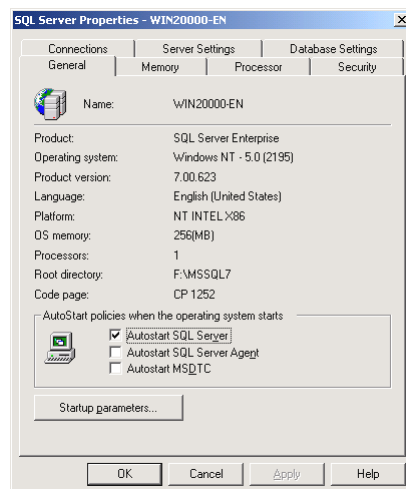 SQL Server Properties - WIN20000-EN
Connections Server Settings Database Settings
General Memory Processor Security
Name: WIN20000-EN
Product: SQL Server Enterprise
Operating system: Windows NT - 5.0 (2195)
Product version: 7.00.623
Language: English (United States)
Platform: NT INTEL X86
OS memory: 256(MB)
Processors: 1
Root directory: F:\MSSQL7
Code page: CP 1252
AutoStart policies when the operating system starts
Autostart SQL Server
Autostart SQL Server Agent
Autostart MSDTC
Startup parameters...
OK Cancel Apply Help